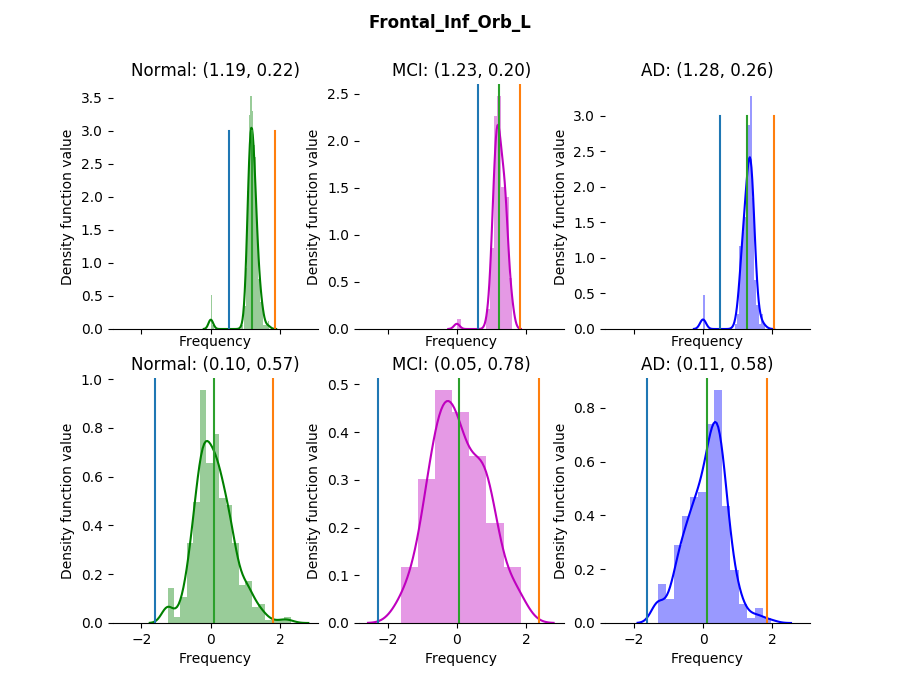 Frontal_Inf_Orb_L
Normal: (1.19, 0.22)
MCI: (1.23, 0.20)
AD: (1.28, 0.26)
Density function value
3.5
3.0
2.5
2.0
1.5
1.0
0.5
0.0
Frequency
Density function value
2.5
2.0
1.5
1.0
0.5
0.0
Frequency
Density function value
3.0
2.5
2.0
1.5
1.0
0.5
0.0
Frequency
Normal: (0.10, 0.57)
MCI: (0.05, 0.78)
AD: (0.11, 0.58)
Density function value
1.0
0.8
0.6
0.4
0.2
0.0
−2 0 2
Frequency
Density function value
0.5
0.4
0.3
0.2
0.1
0.0
−2 0 2
Frequency
Density function value
0.8
0.6
0.4
0.2
0.0
−2 0 2
Frequency